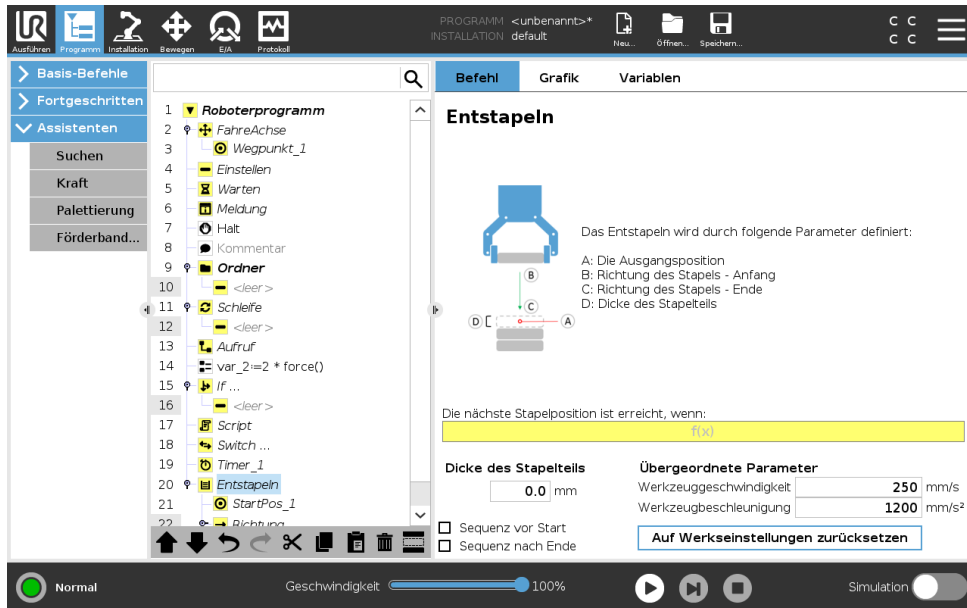 PROGRAMM <unbenannt>*
INSTALLATION default
Ausführen Programm Installation Bewegen E/A Protokoll Neu... Öffnen... Speichern...
C C
C C
Basis-Befehle
Fortgeschritten
Assistenten
Suchen
Kraft
Palettierung
Förderband...
1 Roboterprogramm
2 FahreAchse
3 Wegpunkt_1
4 Einstellen
5 Warten
6 Meldung
7 Halt
8 Kommentar
9 Ordner
10 <leer>
11 Schleife
12 <leer>
13 Aufruf
14 var_2:=2 * force()
15 If ...
16 <leer>
17 Script
18 Switch ...
19 Timer_1
20 Entstapeln
21 StartPos_1
22 Richtung
Befehl Grafik Variablen
Entstapeln
B
C
D
A
Das Entstapeln wird durch folgende Parameter definiert:
A: Die Ausgangsposition
B: Richtung des Stapels - Anfang
C: Richtung des Stapels - Ende
D: Dicke des Stapelteils
Die nächste Stapelposition ist erreicht, wenn:
f(x)
Dicke des Stapelteils
0.0 mm
Sequenz vor Start
Sequenz nach Ende
Übergeordnete Parameter
Werkzeuggeschwindigkeit 250 mm/s
Werkzeugbeschleunigung 1200 mm/s²
Auf Werkseinstellungen zurücksetzen
Normal
Geschwindigkeit 100%
Simulation